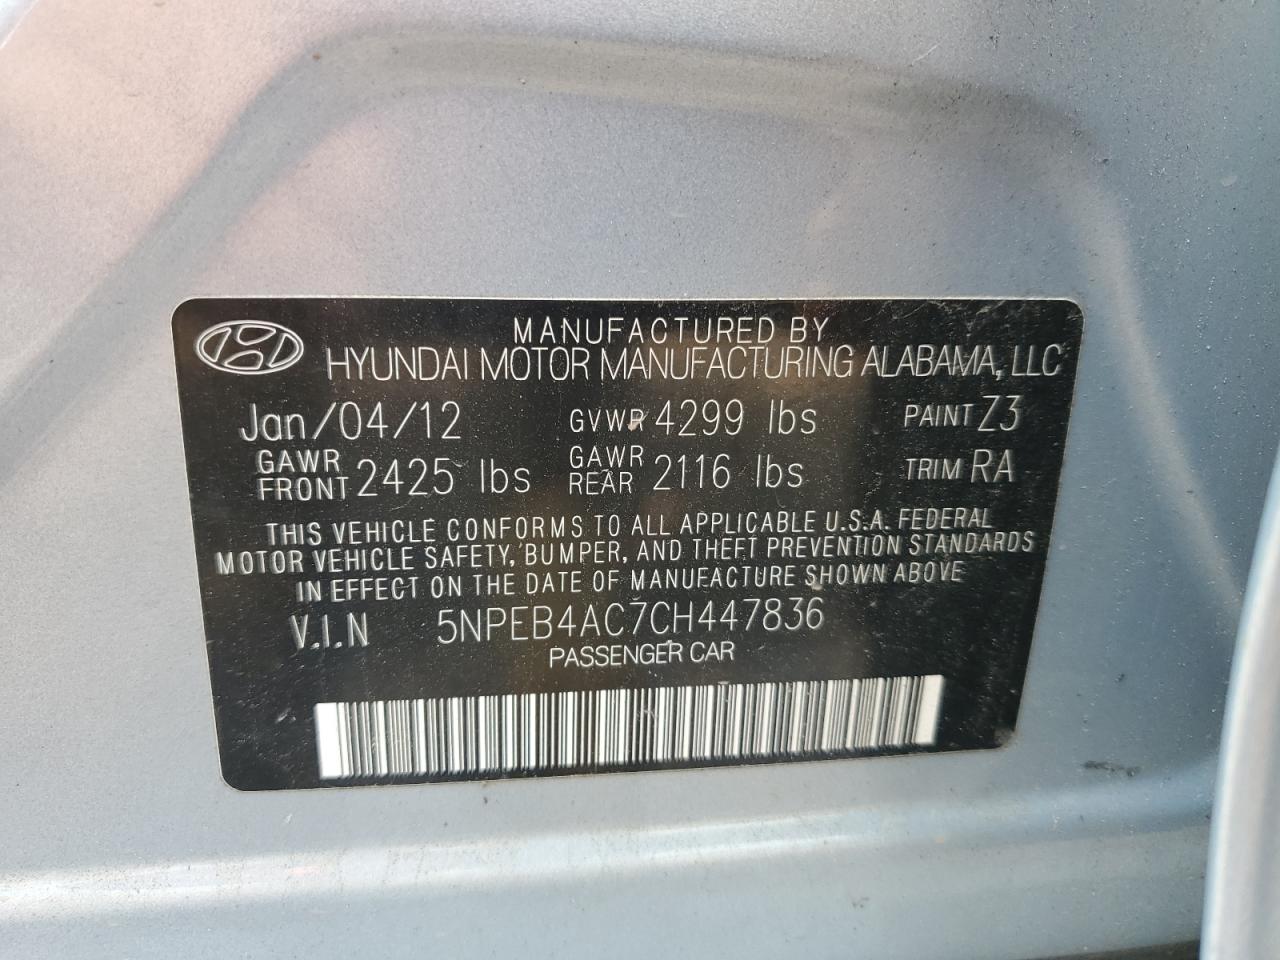 MANUFACTURED BY
HYUNDAI MOTOR MANUFACTURING ALABAMA, LLC
Jan/04/12 GVWR 4299 lbs PAINT Z3
GAWR FRONT 2425 lbs GAWR REAR 2116 lbs TRIM RA
THIS VEHICLE CONFORMS TO ALL APPLICABLE U.S.A. FEDERAL
MOTOR VEHICLE SAFETY, BUMPER, AND THEFT PREVENTION STANDARDS
IN EFFECT ON THE DATE OF MANUFACTURE SHOWN ABOVE
V.I.N 5NPEB4AC7CH447836
PASSENGER CAR